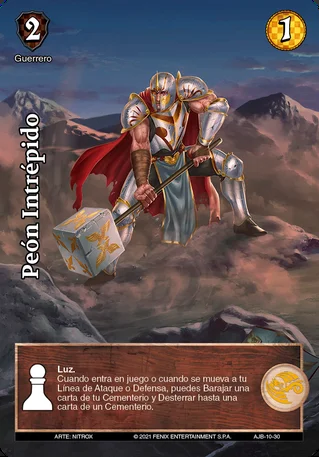 2
1
Guerrero
Peón Intrépido
Luz.
Cuando entra en juego o cuando se mueva a tu
Línea de Ataque o Defensa, puedes Barajar una
carta de tu Cementerio y Desterrar hasta una
carta de un Cementerio.
ARTE: NITROX
© 2021 FENIX ENTERTAINMENT S.P.A.
AJB-10-30